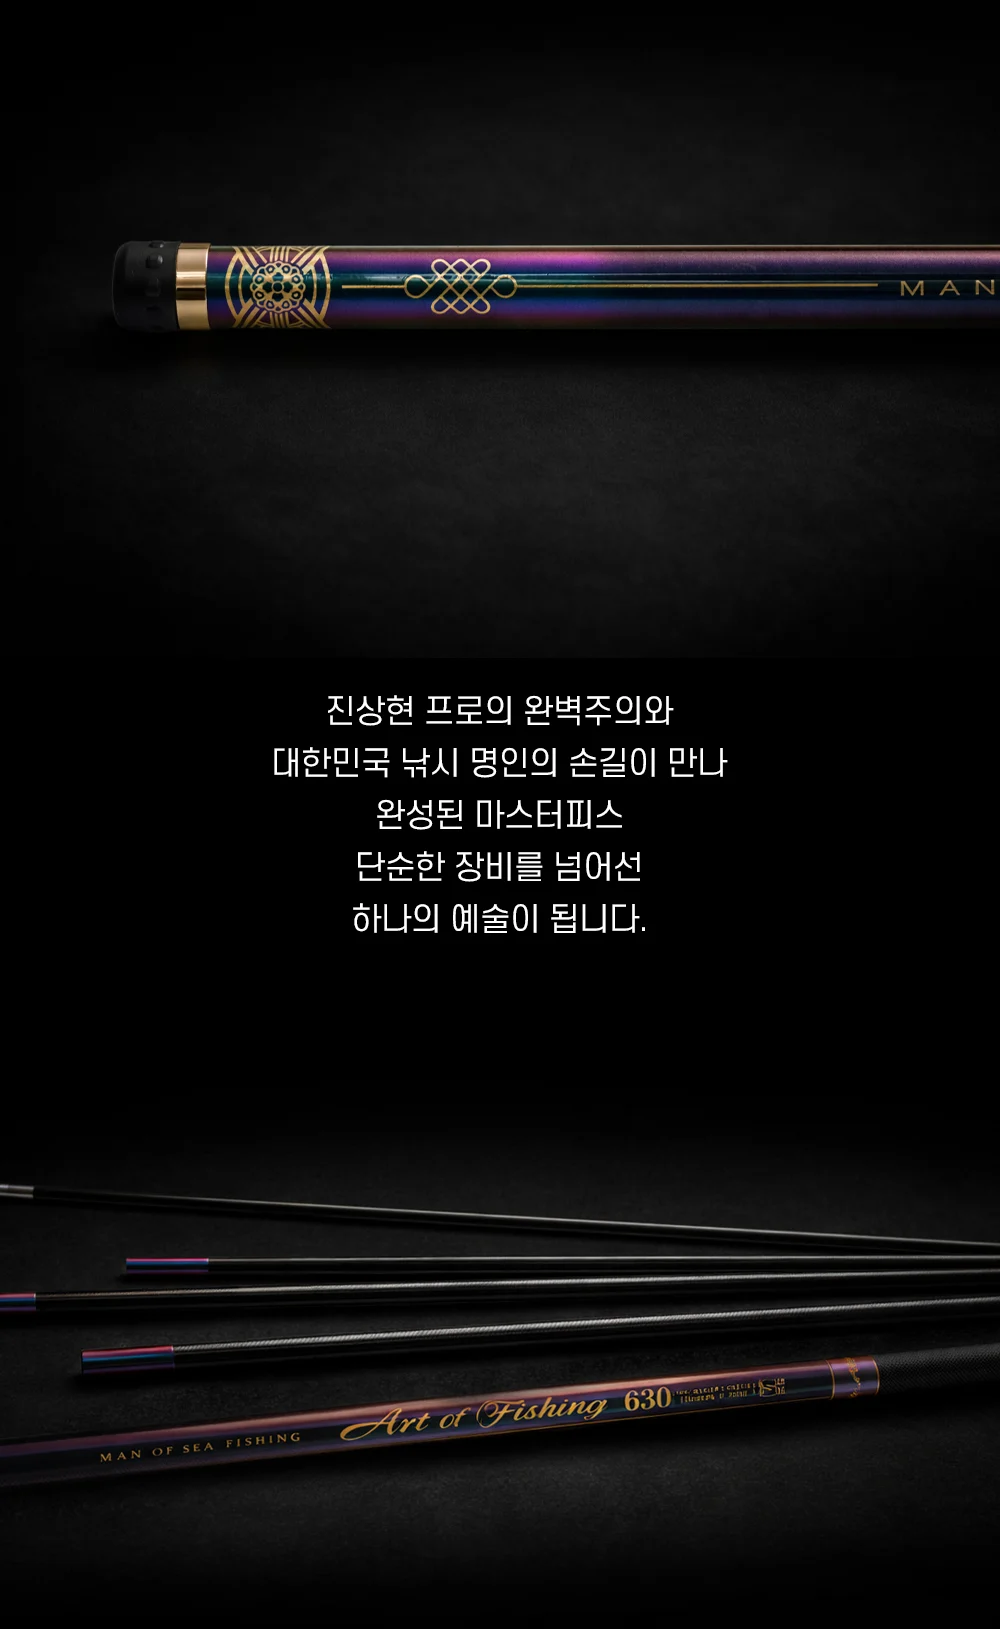 MAN
진상현 프로의 완벽주의와
대한민국 낚시 명인의 손길이 만나
완성된 마스터피스
단순한 장비를 넘어선
하나의 예술이 됩니다.
MAN OF SEA FISHING Art of Fishing 630